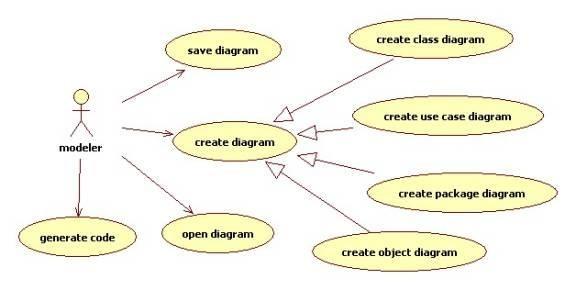 create class diagram
save diagram
create use case diagram
modeler
create diagram
create package diagram
generate code
open diagram
create object diagram